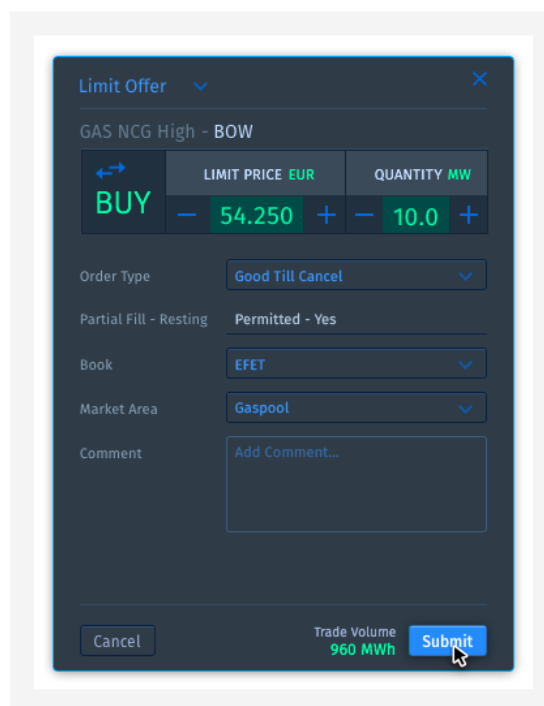 Limit Offer
GAS NCG High - BOW
BUY
LIMIT PRICE EUR
QUANTITY MW
54.250
10.0
Order Type
Good Till Cancel
Partial Fill - Resting
Permitted - Yes
Book
EFET
Market Area
Gaspool
Comment
Add Comment...
Cancel
Trade Volume
960 MWh
Submit